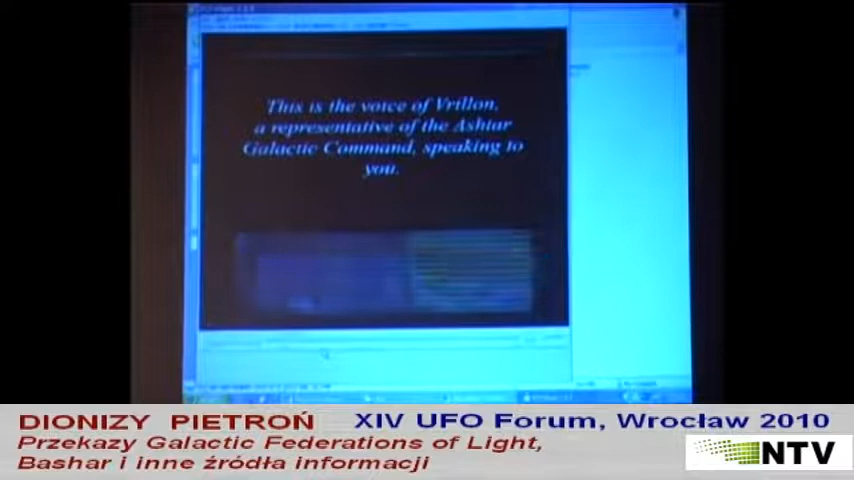 This is the voice of Vrillon,
a representative of the Ashtar
Galactic Command, speaking to
you.
DIONIZY PIETROŃ XIV UFO Forum, Wrocław 2010
Przekazy Galactic Federations of Light,
Bashar i inne źródła informacji
NTV